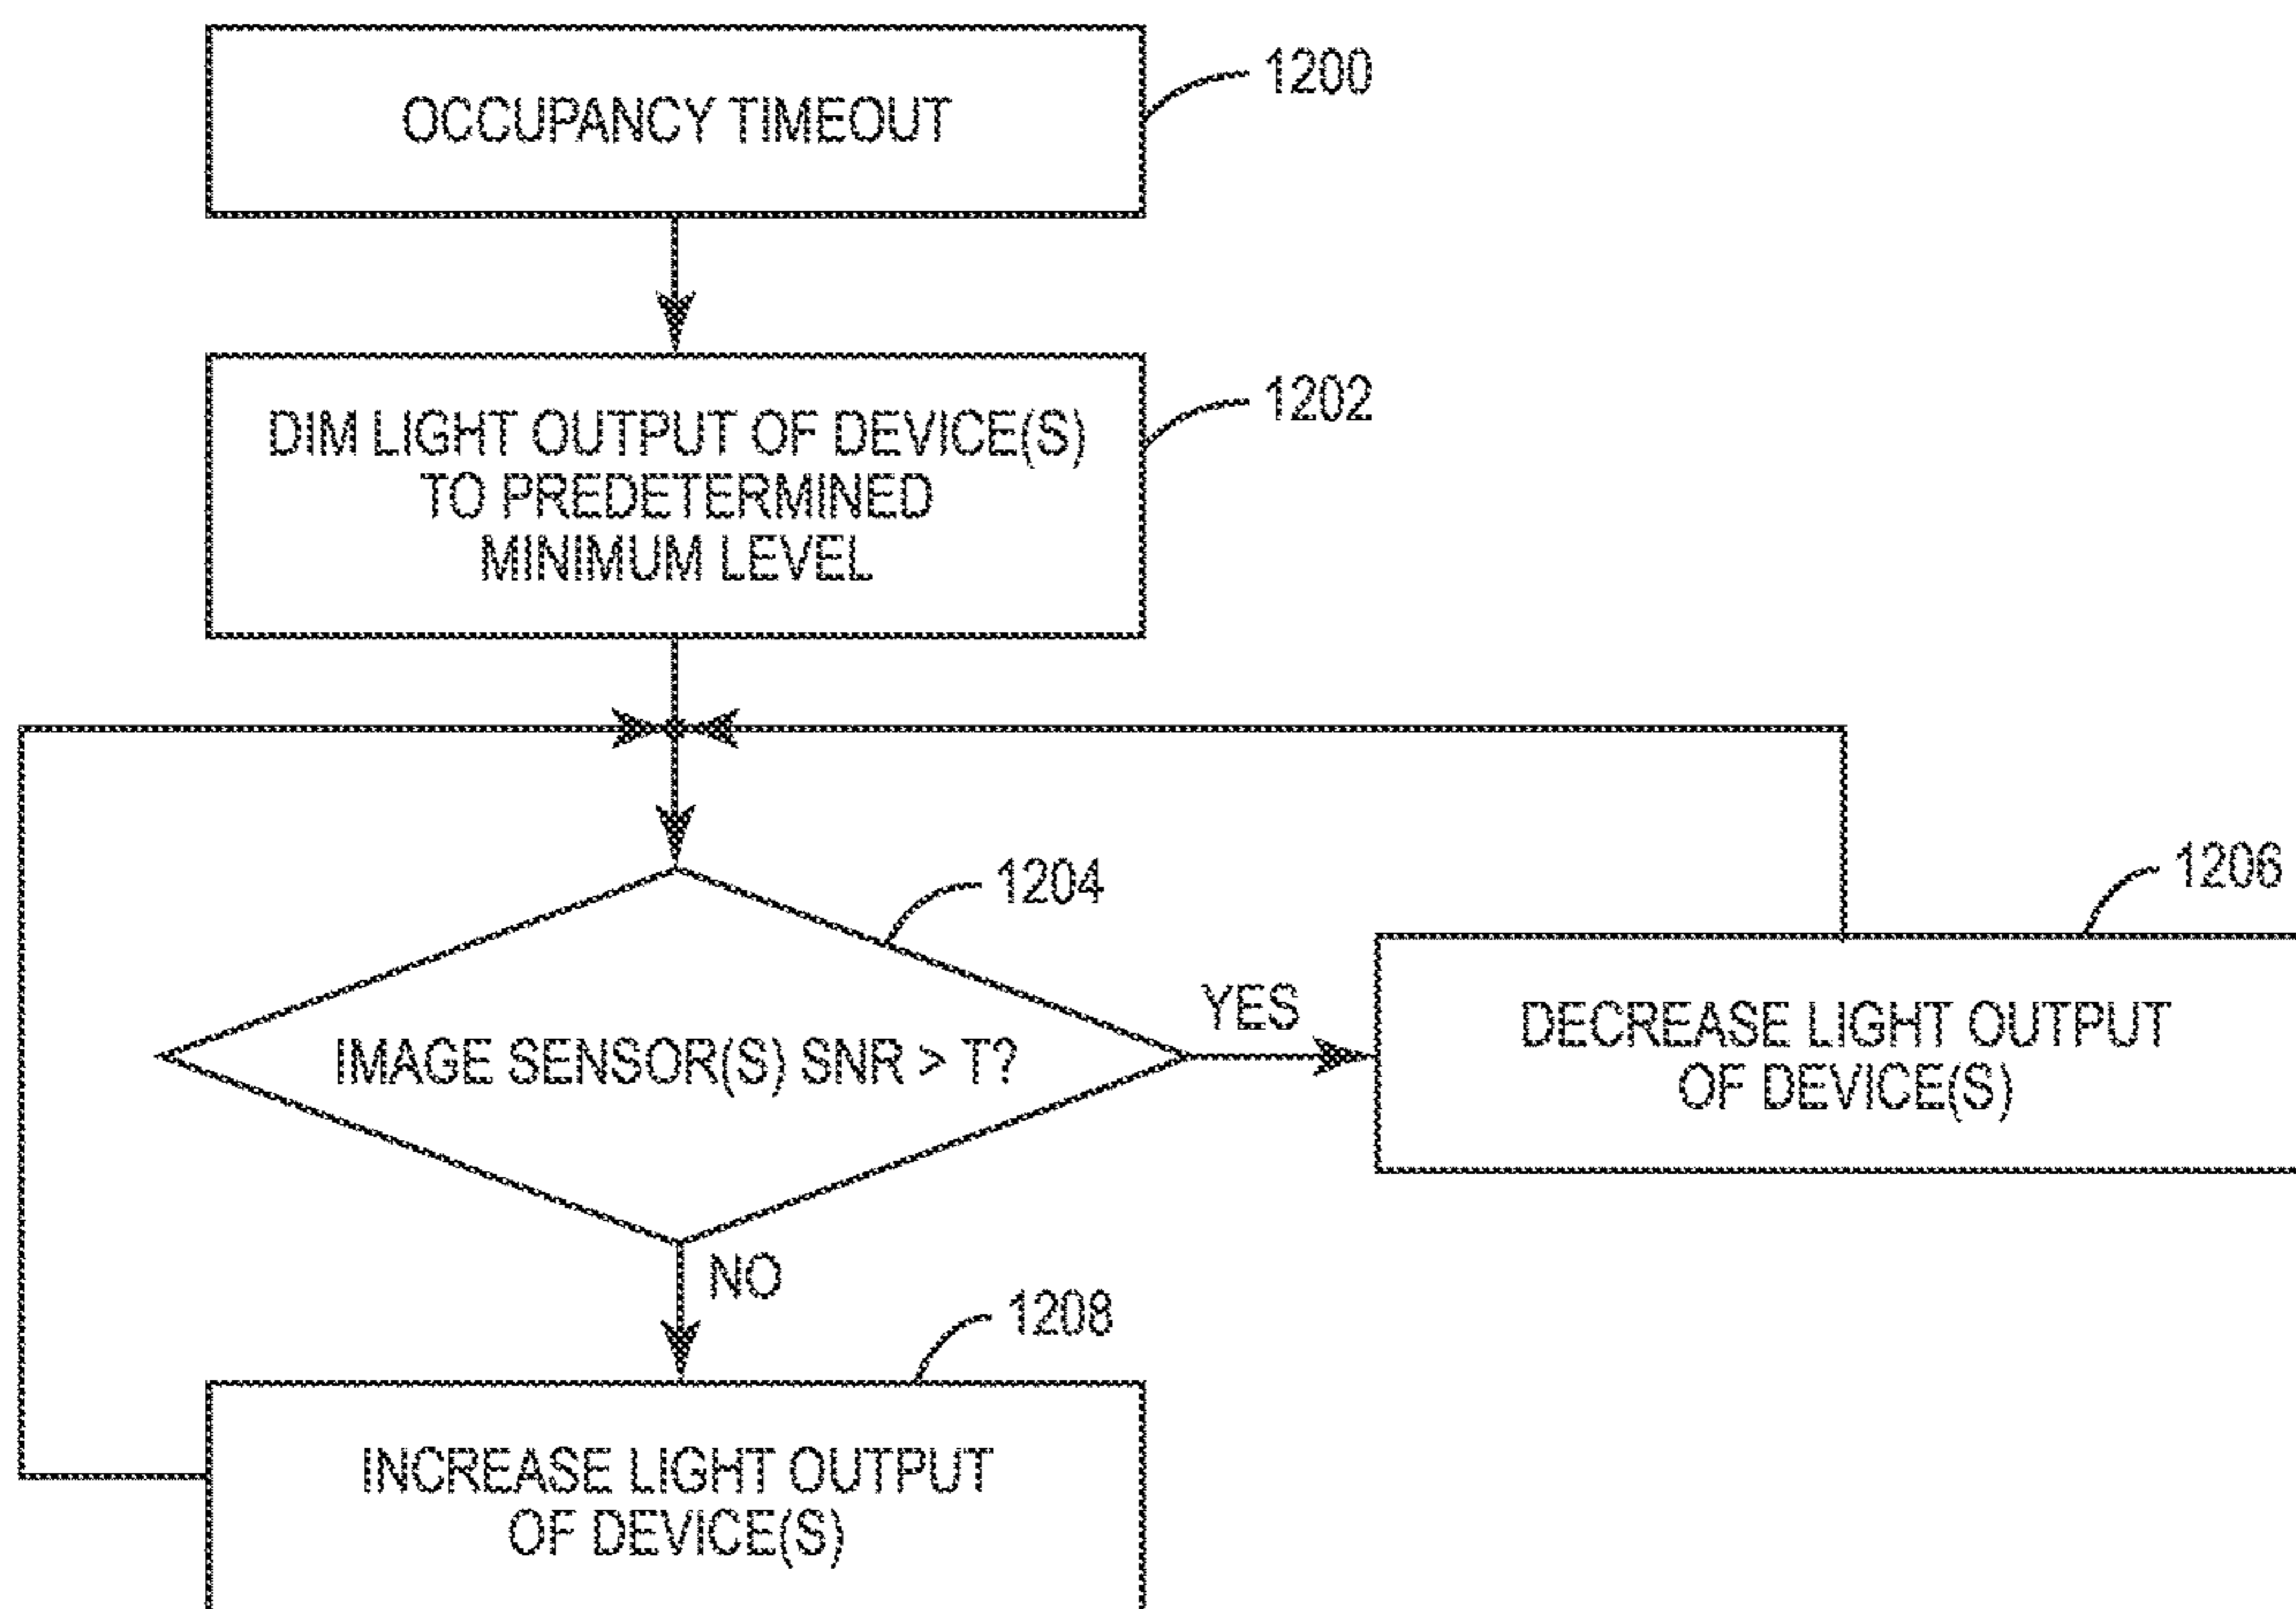 OCCUPANCY TIMEOUT
1200
DIM LIGHT OUTPUT OF DEVICE(S)
TO PREDETERMINED
MINIMUM LEVEL
1202
IMAGE SENSOR(S) SNR > T?
1204
YES
DECREASE LIGHT OUTPUT
OF DEVICE(S)
1206
NO
INCREASE LIGHT OUTPUT
OF DEVICE(S)
1208